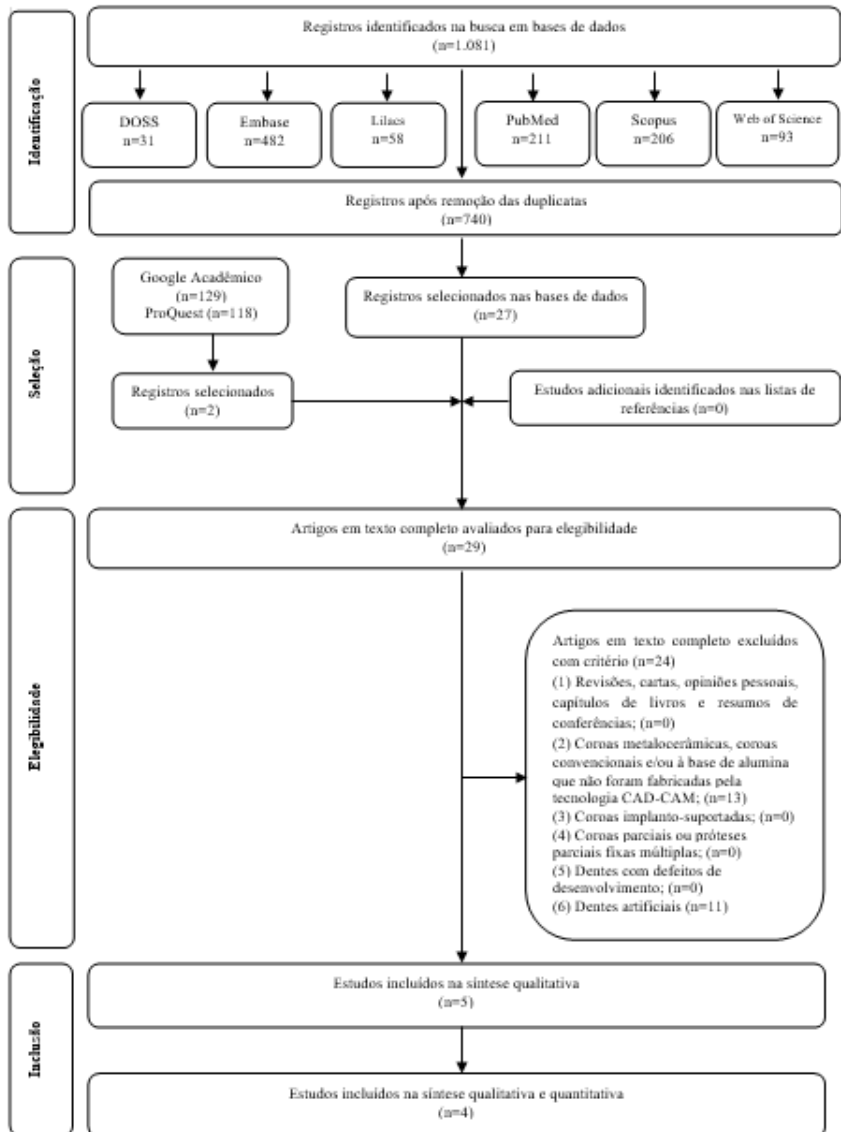 Identificação
Registros identificados na busca em bases de dados
(n=1.081)
DOSS
n=31
Embase
n=482
Lilacs
n=58
PubMed
n=211
Scopus
n=206
Web of Science
n=93
Registros após remoção das duplicatas
(n=740)
Seleção
Google Acadêmico
(n=129)
ProQuest (n=118)
Registros selecionados nas bases de dados
(n=27)
Registros selecionados
(n=2)
Estudos adicionais identificados nas listas de
referências (n=0)
Elegibilidade
Artigos em texto completo avaliados para elegibilidade
(n=29)
Artigos em texto completo excluídos
com critério (n=24)
(1) Revisões, cartas, opiniões pessoais,
capítulos de livros e resumos de
conferências; (n=0)
(2) Coroas metalocerâmicas, coroas
convencionais e/ou à base de alumina
que não foram fabricadas pela
tecnologia CAD-CAM; (n=13)
(3) Coroas implanto-suportadas; (n=0)
(4) Coroas parciais ou próteses
parciais fixas múltiplas; (n=0)
(5) Dentes com defeitos de
desenvolvimento; (n=0)
(6) Dentes artificiais (n=11)
Inclusão
Estudos incluídos na síntese qualitativa
(n=5)
Estudos incluídos na síntese qualitativa e quantitativa
(n=4)